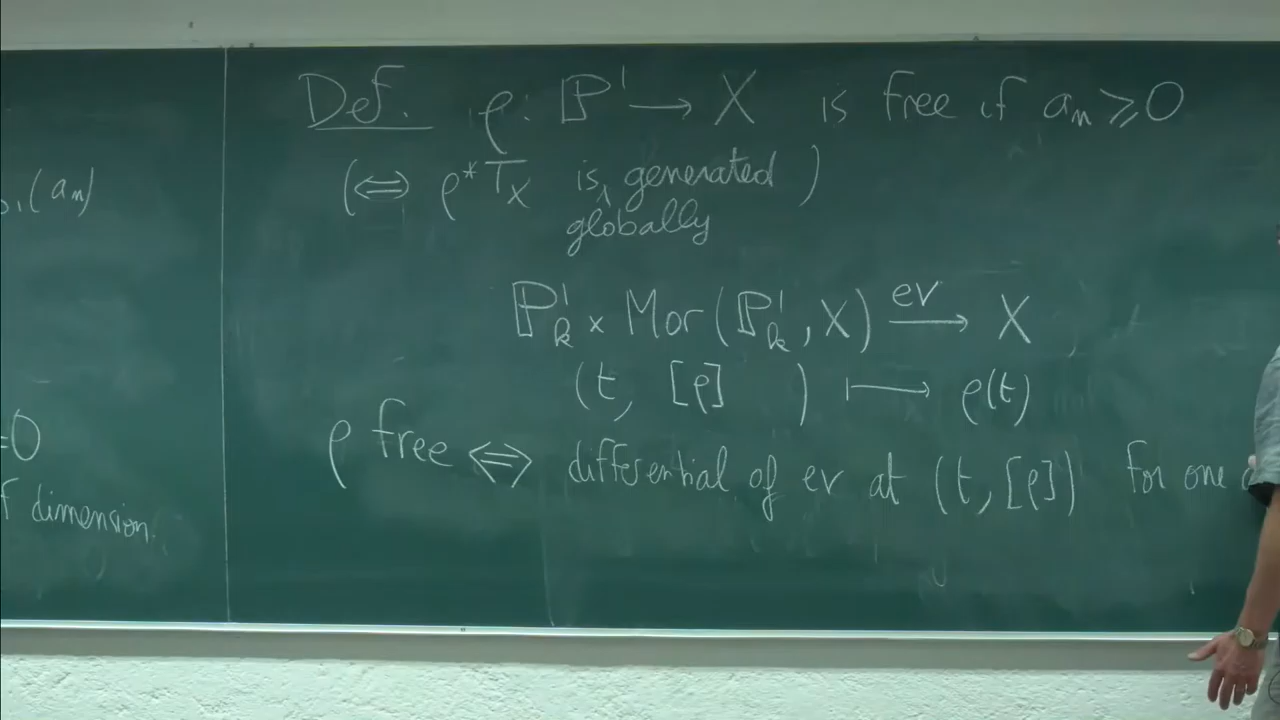 Def. ρ: ℙ¹ ⟶ X is free if aₙ ⩾ 0
(⇔ ρ*T_X is generated)
globally
ℙ¹ₖ × Mor(ℙ¹ₖ, X) ⟶ X
ev
(t, [ρ] ) ⟼ ρ(t)
ρ free ⇔ differential of ev at (t, [ρ]) for one
(aₙ)
=0
f dimension.